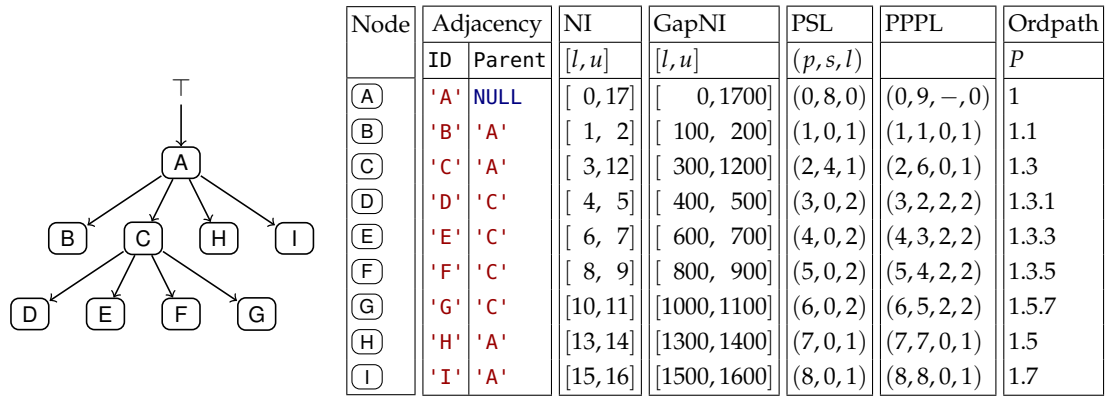 ⊤
A
B C H I
D E F G
Node Adjacency NI GapNI PSL PPPL Ordpath
ID Parent [l, u] [l, u] (p, s, l) P
A 'A' NULL [ 0, 17] [ 0, 1700] (0, 8, 0) (0, 9, −, 0) 1
B 'B' 'A' [ 1, 2] [ 100, 200] (1, 0, 1) (1, 1, 0, 1) 1.1
C 'C' 'A' [ 3, 12] [ 300, 1200] (2, 4, 1) (2, 6, 0, 1) 1.3
D 'D' 'C' [ 4, 5] [ 400, 500] (3, 0, 2) (3, 2, 2, 2) 1.3.1
E 'E' 'C' [ 6, 7] [ 600, 700] (4, 0, 2) (4, 3, 2, 2) 1.3.3
F 'F' 'C' [ 8, 9] [ 800, 900] (5, 0, 2) (5, 4, 2, 2) 1.3.5
G 'G' 'C' [10, 11] [1000, 1100] (6, 0, 2) (6, 5, 2, 2) 1.5.7
H 'H' 'A' [13, 14] [1300, 1400] (7, 0, 1) (7, 7, 0, 1) 1.5
I 'I' 'A' [15, 16] [1500, 1600] (8, 0, 1) (8, 8, 0, 1) 1.7